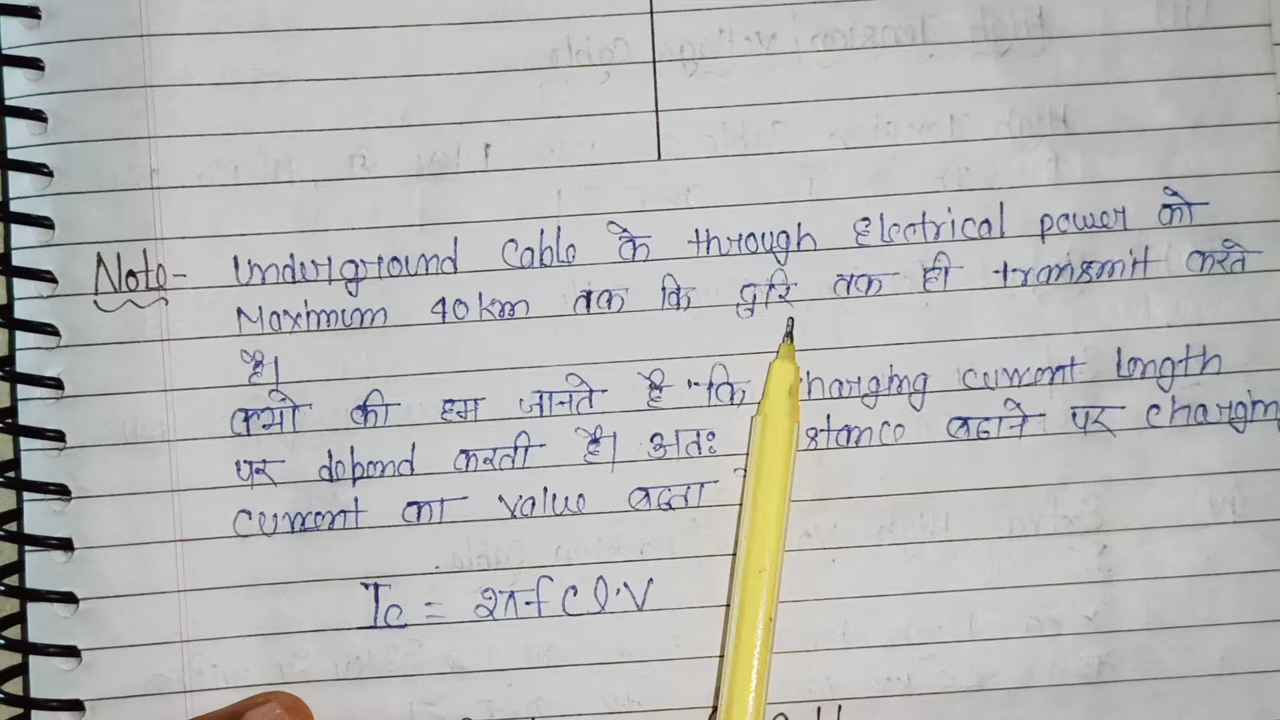 Note- Underground Cable के through Electrical power को
Maximum 40km तक कि दुरि तक ही transmit करते
है।
क्यो की हम जानते है कि harging current length
पर depend करती है। अतः stance बढाने पर chargin
current का value बढता
Ic = 2πfCl·V